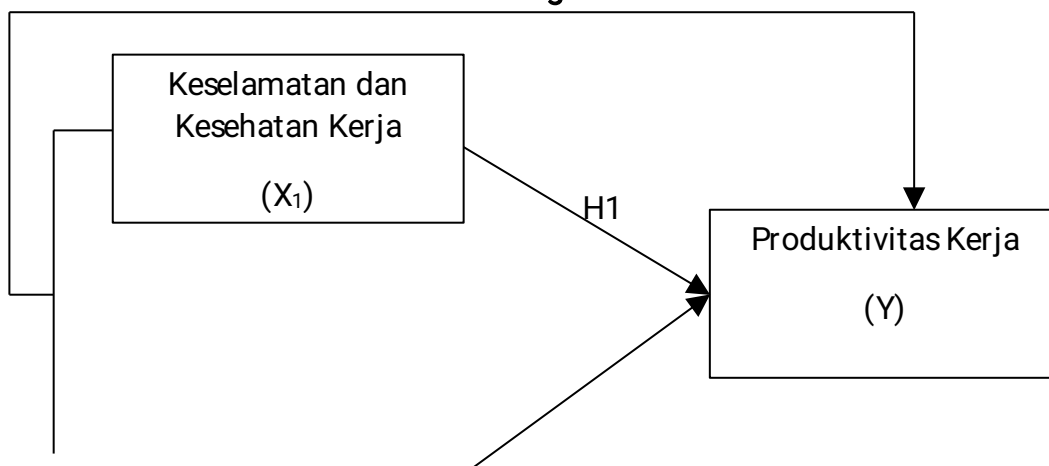 Keselamatan dan
Kesehatan Kerja
(X₁)
H1
Produktivitas Kerja
(Y)